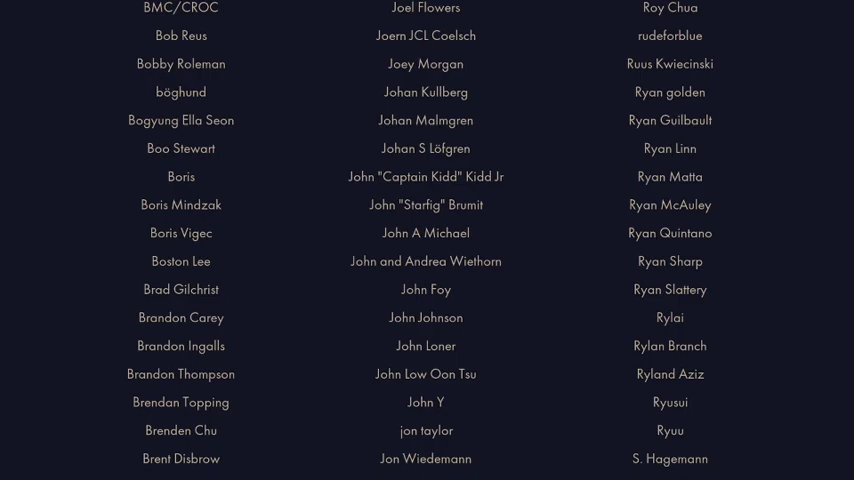 BMC/CROC
Bob Reus
Bobby Roleman
böghund
Bogyung Ella Seon
Boo Stewart
Boris
Boris Mindzak
Boris Vigec
Boston Lee
Brad Gilchrist
Brandon Carey
Brandon Ingalls
Brandon Thompson
Brendan Topping
Brenden Chu
Brent Disbrow
Joel Flowers
Joern JCL Coelsch
Joey Morgan
Johan Kullberg
Johan Malmgren
Johan S Löfgren
John "Captain Kidd" Kidd Jr
John "Starfig" Brumit
John A Michael
John and Andrea Wiethorn
John Foy
John Johnson
John Loner
John Low Oon Tsu
John Y
jon taylor
Jon Wiedemann
Roy Chua
rudeforblue
Ruus Kwiecinski
Ryan golden
Ryan Guilbault
Ryan Linn
Ryan Matta
Ryan McAuley
Ryan Quintano
Ryan Sharp
Ryan Slattery
Rylai
Rylan Branch
Ryland Aziz
Ryusui
Ryuu
S. Hagemann